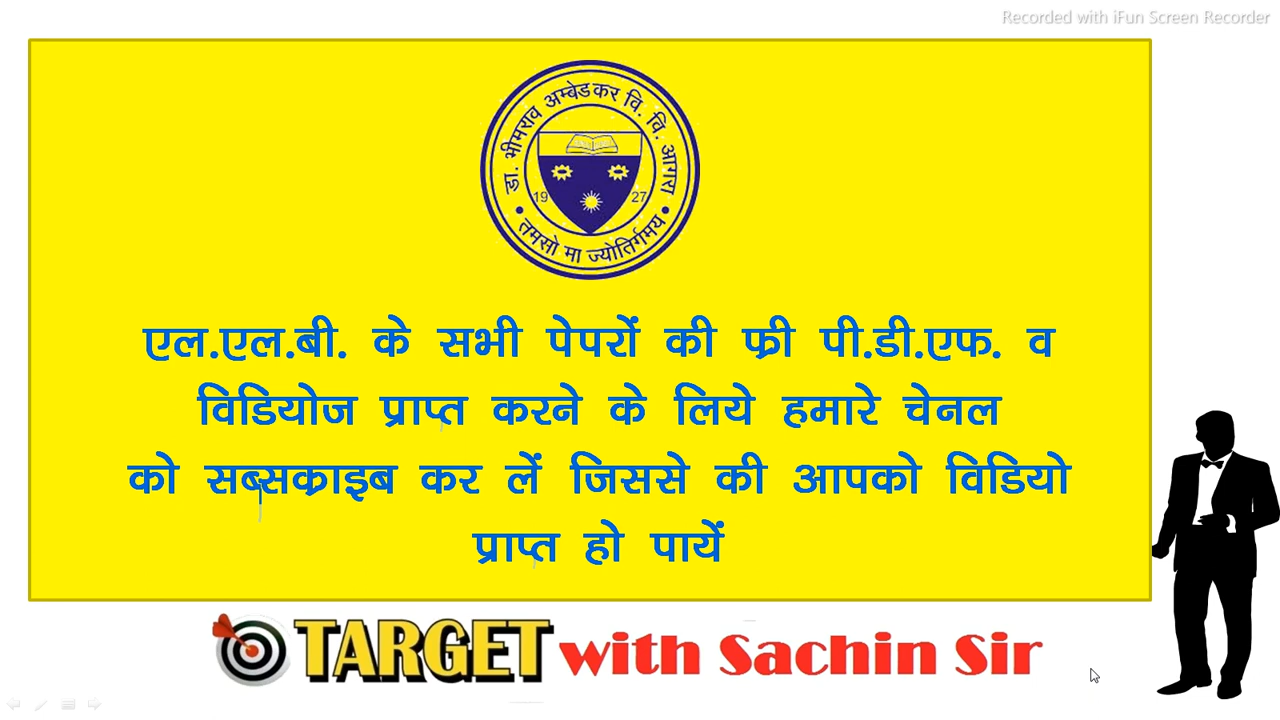 Recorded with iFun Screen Recorder
डा. भीमराव अम्बेडकर वि. वि. आगरा
19 27
तमसो मा ज्योतिर्गमय
एल.एल.बी. के सभी पेपरों की फ्री पी.डी.एफ. व
विडियोज प्राप्त करने के लिये हमारे चेनल
को सब्सक्राइब कर लें जिससे की आपको विडियो
प्राप्त हो पायें
TARGET with Sachin Sir